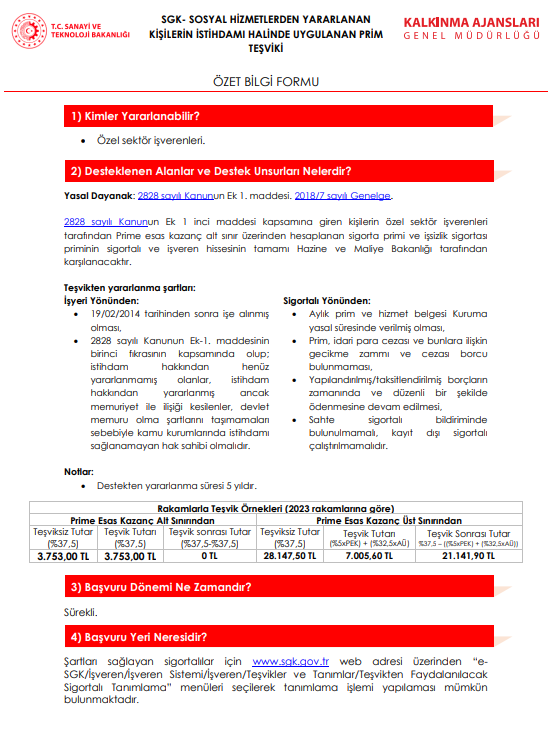 T.C. SANAYİ VE
TEKNOLOJİ BAKANLIĞI
SGK- SOSYAL HİZMETLERDEN YARARLANAN
KİŞİLERİN İSTİHDAMI HALİNDE UYGULANAN PRİM
TEŞVİKİ
KALKINMA AJANSLARI
GENEL MÜDÜRLÜĞÜ
ÖZET BİLGİ FORMU
1) Kimler Yararlanabilir?
• Özel sektör işverenleri.
2) Desteklenen Alanlar ve Destek Unsurları Nelerdir?
Yasal Dayanak: 2828 sayılı Kanunun Ek 1. maddesi. 2018/7 sayılı Genelge.
2828 sayılı Kanunun Ek 1 inci maddesi kapsamına giren kişilerin özel sektör işverenleri
tarafından Prime esas kazanç alt sınır üzerinden hesaplanan sigorta primi ve işsizlik sigortası
priminin sigortalı ve işveren hissesinin tamamı Hazine ve Maliye Bakanlığı tarafından
karşılanacaktır.
Teşvikten yararlanma şartları:
İşyeri Yönünden:
• 19/02/2014 tarihinden sonra işe alınmış
olması,
• 2828 sayılı Kanunun Ek-1. maddesinin
birinci fıkrasının kapsamında olup;
istihdam hakkından henüz
yararlanmamış olanlar, istihdam
hakkından yararlanmış ancak
memuriyet ile ilişiği kesilenler, devlet
memuru olma şartlarını taşımamaları
sebebiyle kamu kurumlarında istihdamı
sağlanamayan hak sahibi olmalıdır.
Sigortalı Yönünden:
• Aylık prim ve hizmet belgesi Kuruma
yasal süresinde verilmiş olması,
• Prim, idari para cezası ve bunlara ilişkin
gecikme zammı ve cezası borcu
bulunmaması,
• Yapılandırılmış/taksitlendirilmiş borçların
zamanında ve düzenli bir şekilde
ödenmesine devam edilmesi,
• Sahte sigortalı bildiriminde
bulunulmamalı, kayıt dışı sigortalı
çalıştırılmamalıdır.
Notlar:
• Destekten yararlanma süresi 5 yıldır.
Rakamlarla Teşvik Örnekleri (2023 rakamlarına göre)
Prime Esas Kazanç Alt Sınırından Prime Esas Kazanç Üst Sınırından
Teşviksiz Tutar Teşvik Tutarı Teşvik sonrası Tutar Teşviksiz Tutar Teşvik Tutarı Teşvik Sonrası Tutar
(%37,5) (%37,5) (%37,5-%37,5) (%37,5) (%5xPEK) + (%32,5xAÜ) %37,5 – ((%5xPEK) + (%32,5xAÜ))
3.753,00 TL 3.753,00 TL 0 TL 28.147,50 TL 7.005,60 TL 21.141,90 TL
3) Başvuru Dönemi Ne Zamandır?
Sürekli.
4) Başvuru Yeri Neresidir?
Şartları sağlayan sigortalılar için www.sgk.gov.tr web adresi üzerinden “e-
SGK/İşveren/İşveren Sistemi/İşveren/Teşvikler ve Tanımlar/Teşvikten Faydalanılacak
Sigortalı Tanımlama” menüleri seçilerek tanımlama işlemi yapılası mümkün
bulunmaktadır.